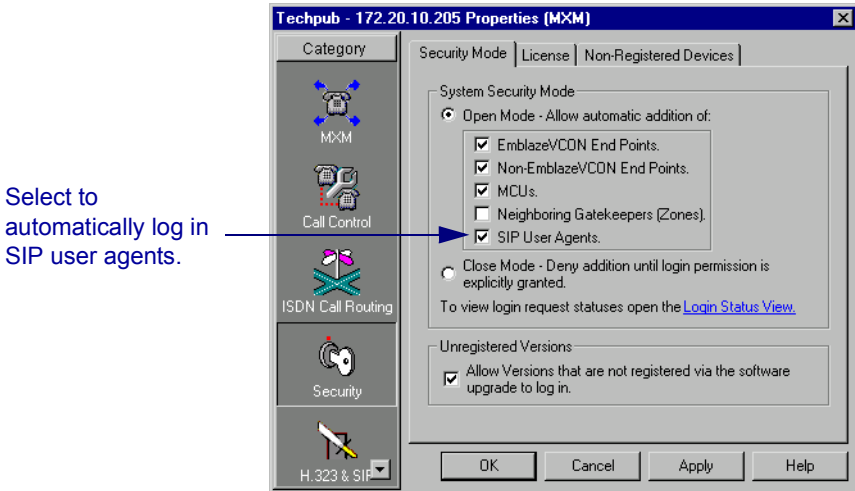 Techpub - 172.20.10.205 Properties (MXM)
Category
MXM
Call Control
ISDN Call Routing
Security
H.323 & SIP
Security Mode
License
Non-Registered Devices
System Security Mode
Open Mode - Allow automatic addition of:
EmblazeVCON End Points.
Non-EmblazeVCON End Points.
MCUs.
Neighboring Gatekeepers (Zones).
SIP User Agents.
Close Mode - Deny addition until login permission is
explicitly granted.
To view login request statuses open the Login Status View.
Unregistered Versions
Allow Versions that are not registered via the software
upgrade to log in.
OK
Cancel
Apply
Help
Select to
automatically log in
SIP user agents.